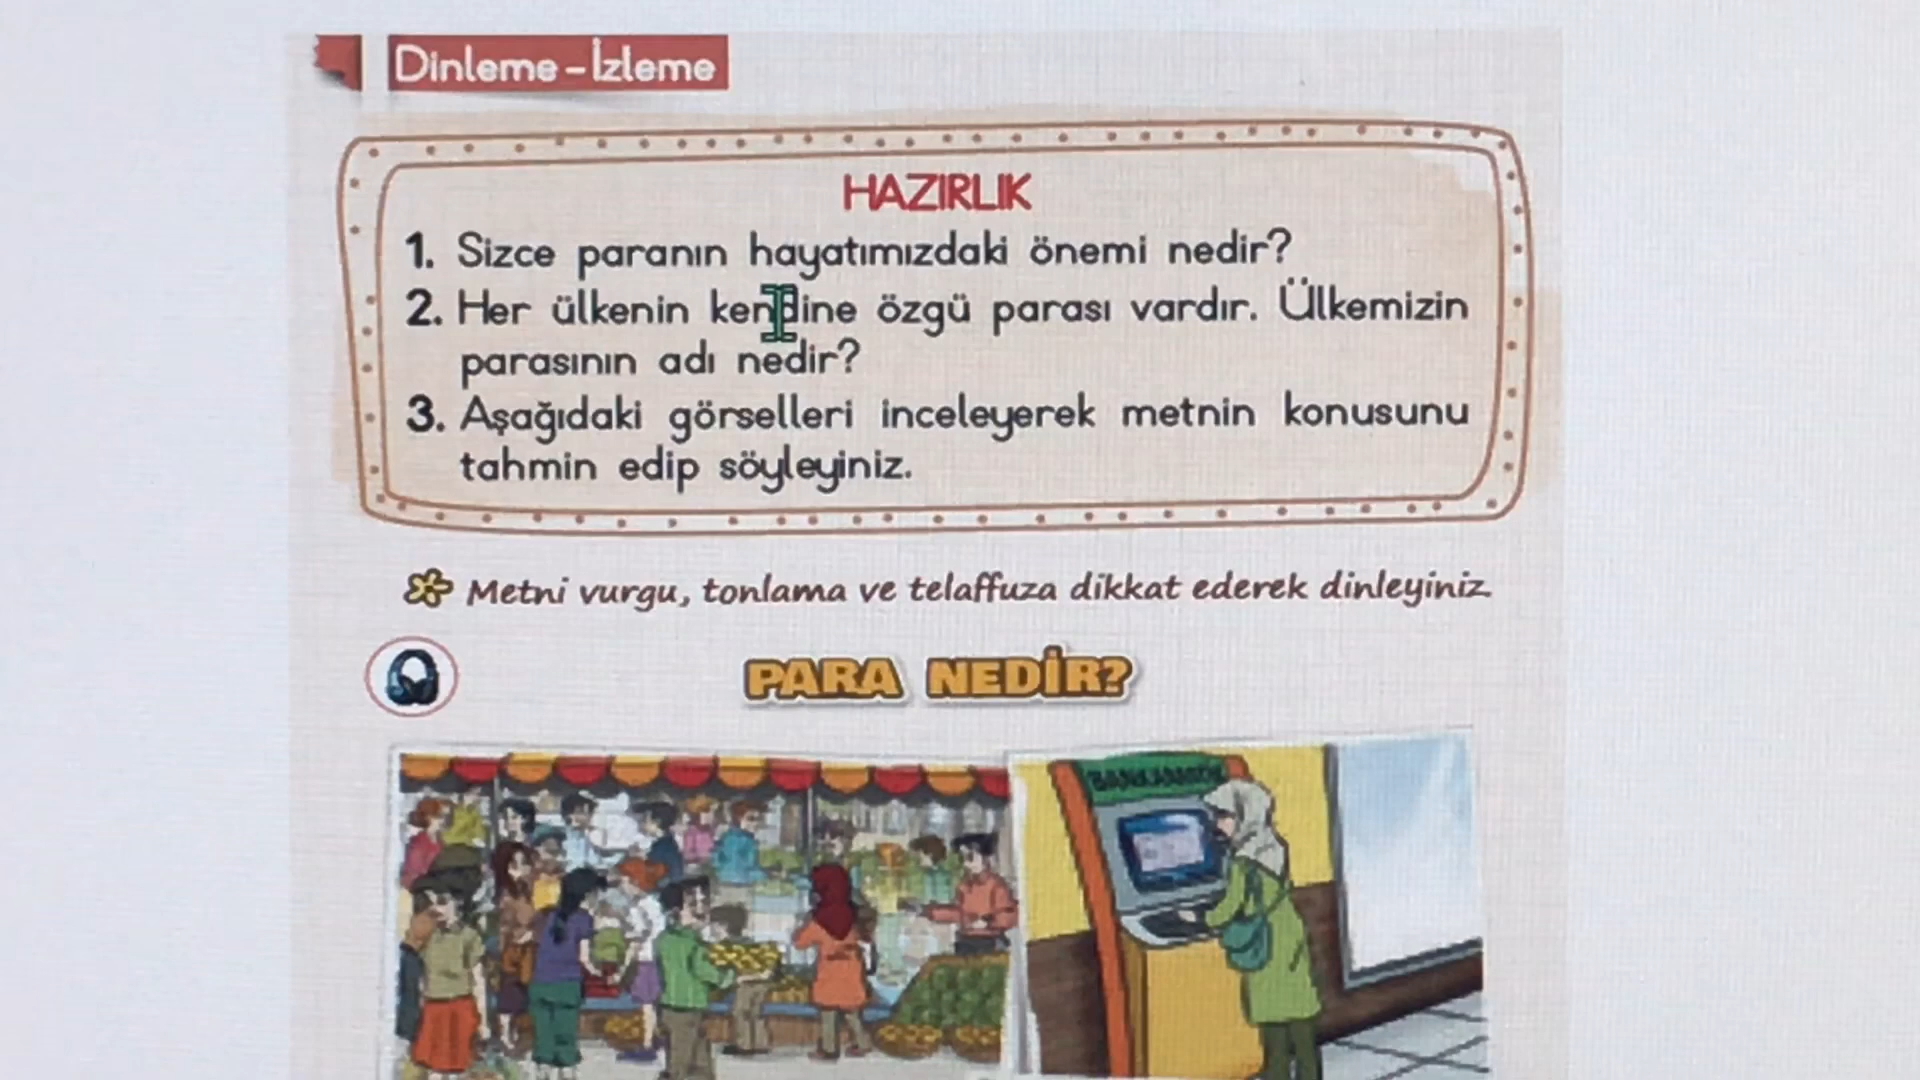 Dinleme - İzleme
HAZIRLIK
1. Sizce paranın hayatımızdaki önemi nedir?
2. Her ülkenin kendine özgü parası vardır. Ülkemizin
parasının adı nedir?
3. Aşağıdaki görselleri inceleyerek metnin konusunu
tahmin edip söyleyiniz.
Metni vurgu, tonlama ve telaffuza dikkat ederek dinleyiniz.
PARA NEDİR?
BANKAMATİK